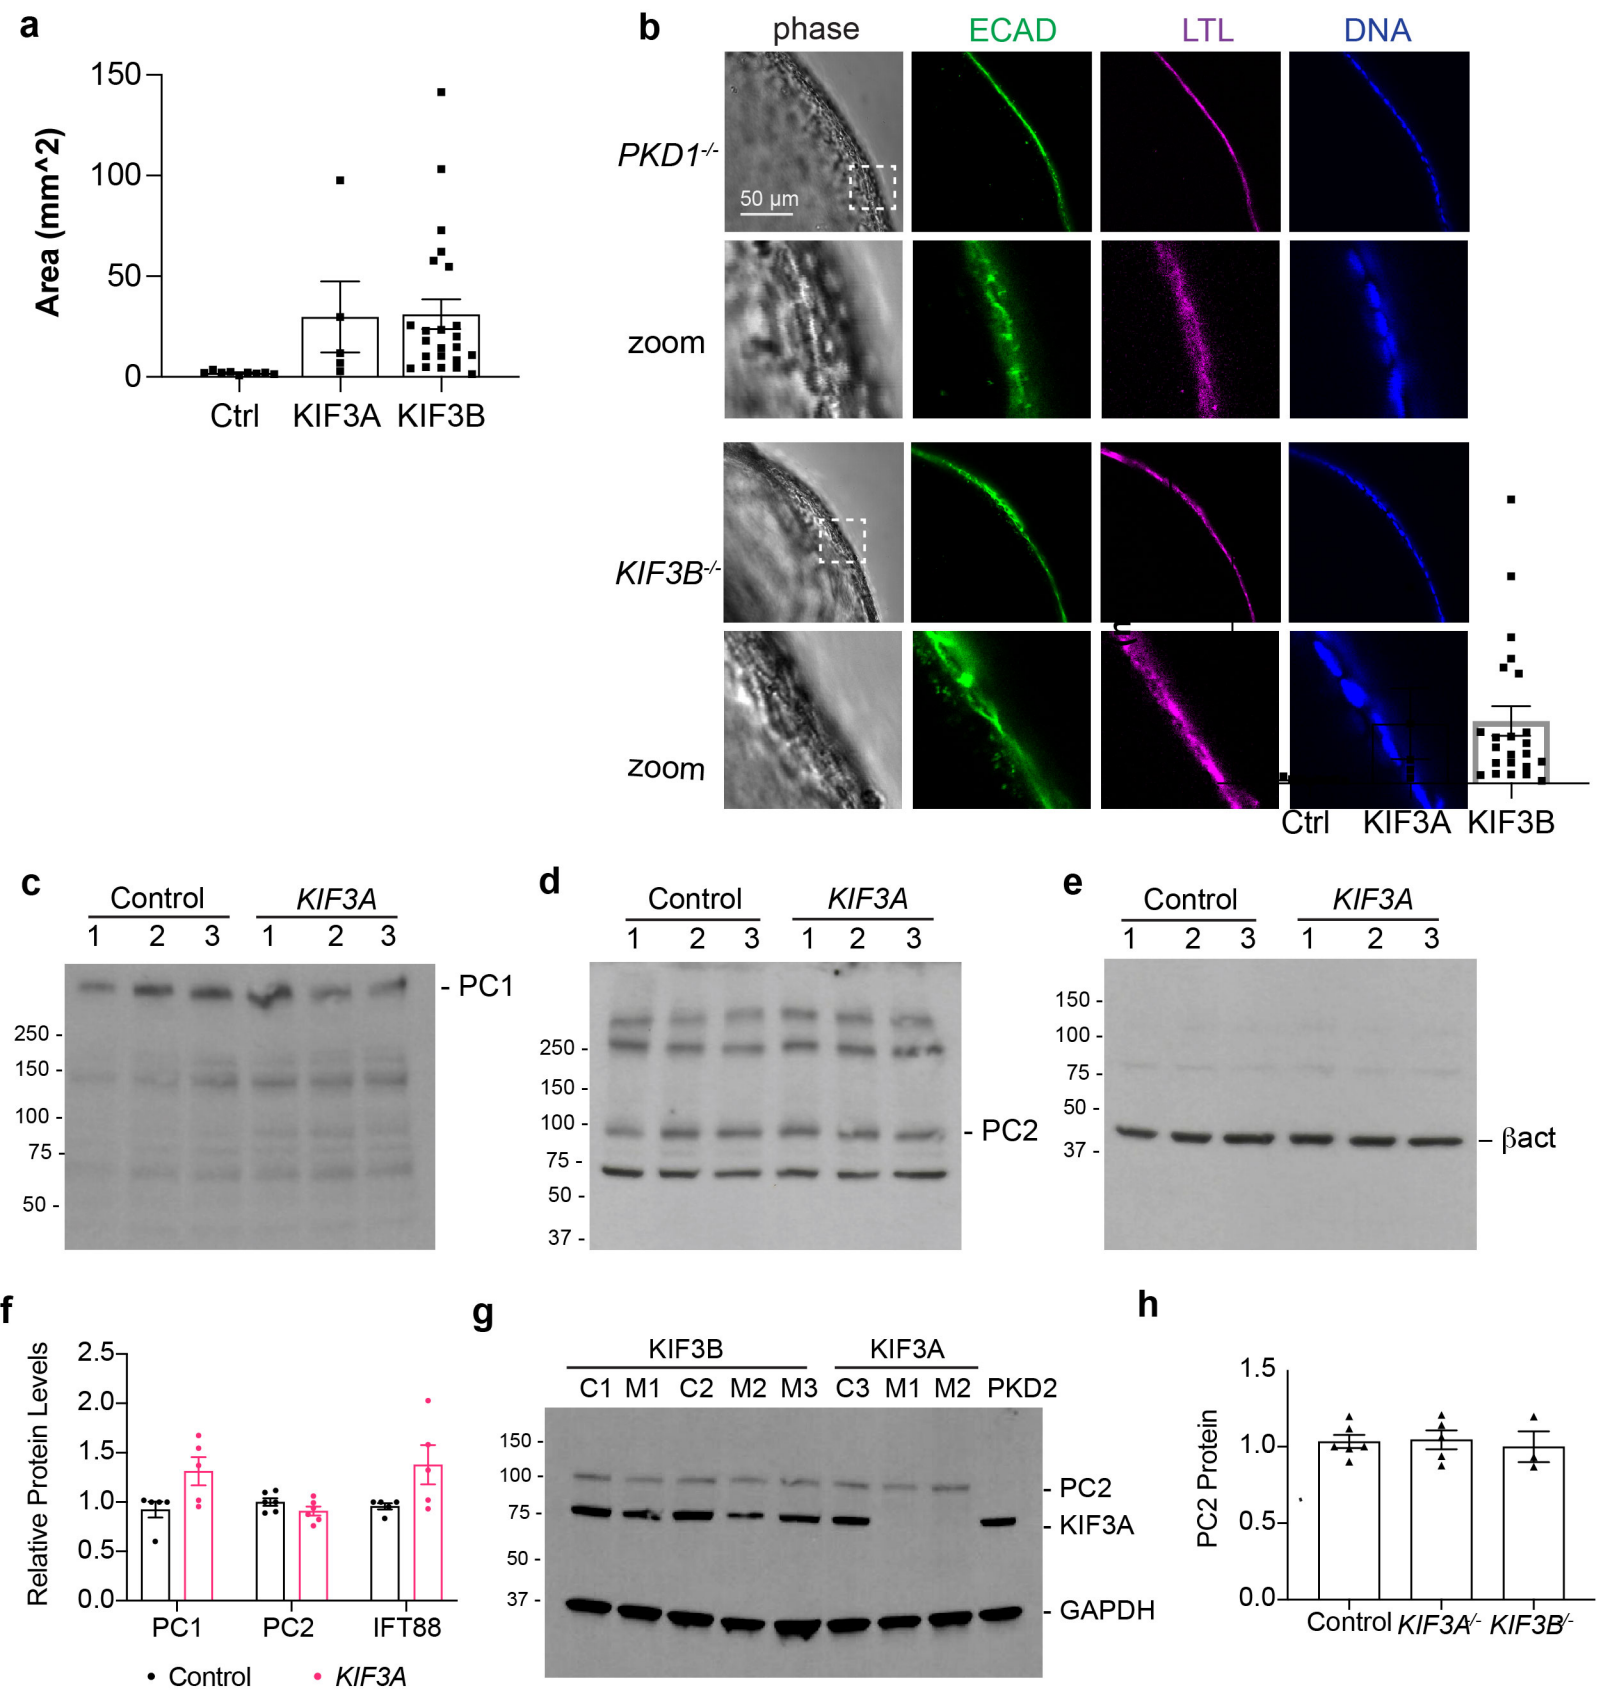 a
150
100
50
0
Area (mm^2)
Ctrl KIF3A KIF3B
b
phase ECAD LTL DNA
PKD1-/-
50 µm
zoom
KIF3B-/-
zoom
Ctrl KIF3A KIF3B
c
Control KIF3A
1 2 3 1 2 3
- PC1
250 -
150 -
100 -
75 -
50 -
d
Control KIF3A
1 2 3 1 2 3
250 -
150 -
100 -
- PC2
75 -
50 -
37 -
e
Control KIF3A
1 2 3 1 2 3
150 -
100 -
75 -
50 -
37 -
– βact
f
Relative Protein Levels
2.5
2.0
1.5
1.0
0.5
0.0
PC1 PC2 IFT88
• Control • KIF3A
g
KIF3B KIF3A
C1 M1 C2 M2 M3 C3 M1 M2 PKD2
150 -
100 -
75 -
50 -
37 -
- PC2
- KIF3A
- GAPDH
h
PC2 Protein
1.5
1.0
0.5
0.0
Control KIF3A-/- KIF3B-/-